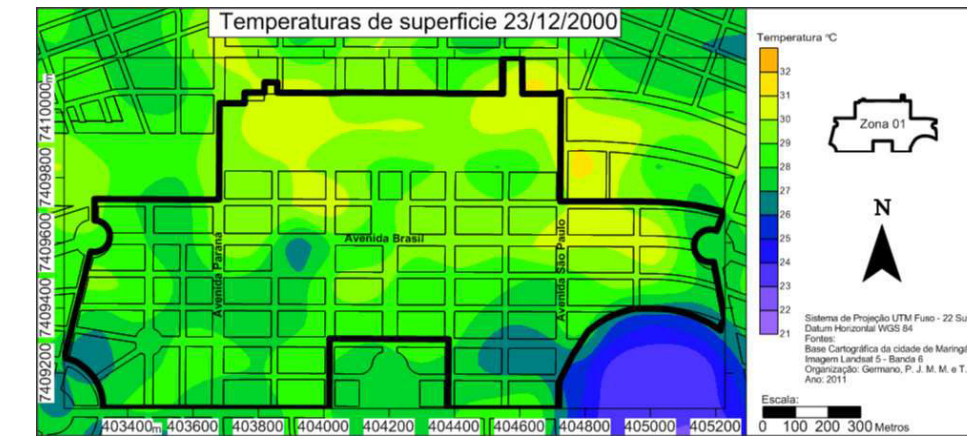 Temperaturas de superficie 23/12/2000
7410000m
7409800
7409600
7409400
7409200
Avenida Paraná
Avenida Brasil
Avenida São Paulo
403400m 403600 403800 404000 404200 404400 404600 404800 405000 405200
Temperatura °C
32
31
30
29
28
27
26
25
24
23
22
21
Zona 01
N
Sistema de Projeção UTM Fuso - 22 Su
Datum Horizontal WGS 84
Fontes:
Base Cartográfica da cidade de Maringá
Imagem Landsat 5 - Banda 6
Organização: Germano, P. J. M. M. e T.
Ano: 2011
Escala:
0 100 200 300 Metros